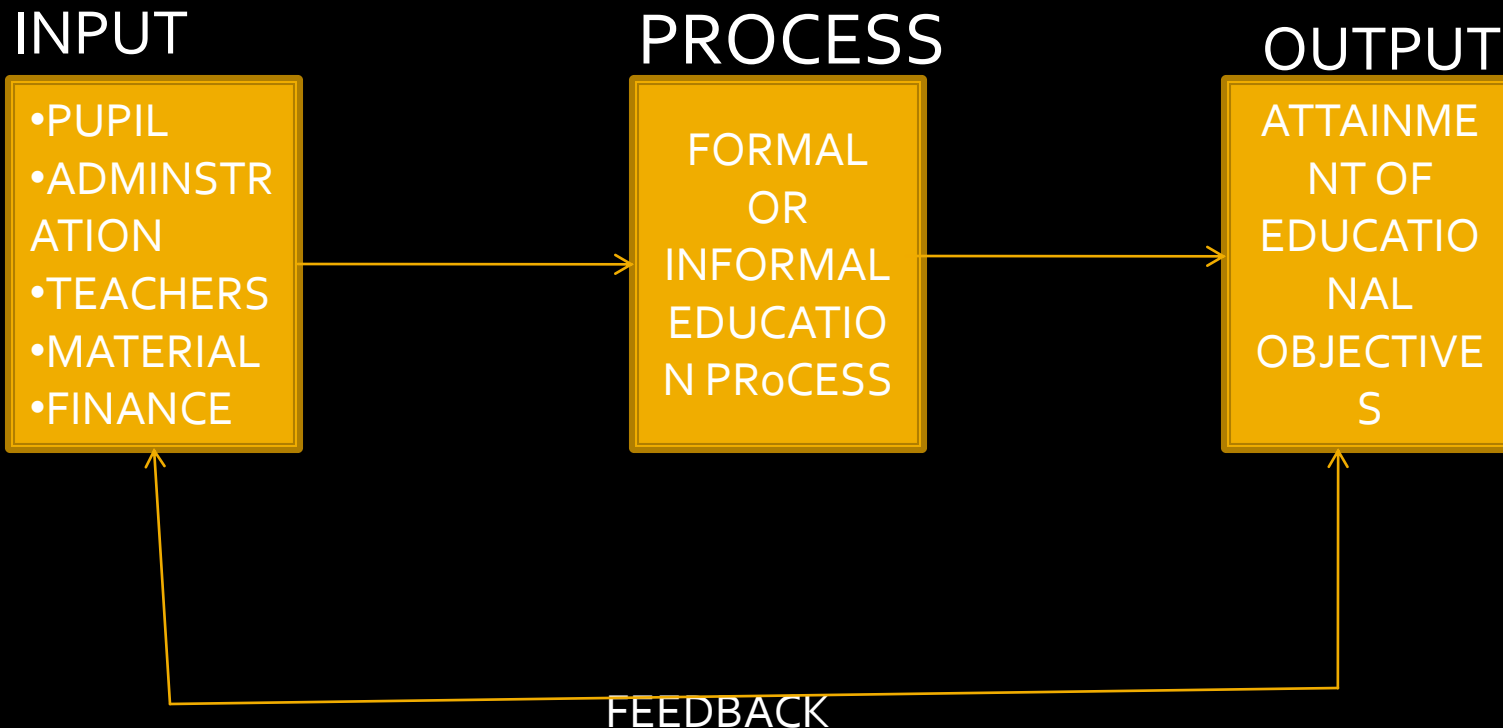 INPUT
PROCESS
OUTPUT
•PUPIL
•ADMINSTR
ATION
•TEACHERS
•MATERIAL
•FINANCE
FORMAL
OR
INFORMAL
EDUCATIO
N PRoCESS
ATTAINME
NT OF
EDUCATIO
NAL
OBJECTIVE
S
FEEDBACK